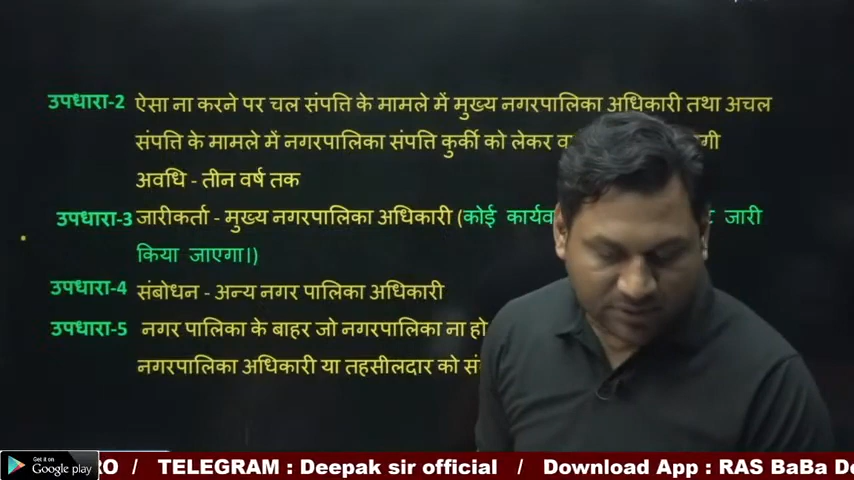 उपधारा-2 ऐसा ना करने पर चल संपत्ति के मामले में मुख्य नगरपालिका अधिकारी तथा अचल
संपत्ति के मामले में नगरपालिका संपत्ति कुर्की को लेकर
अवधि - तीन वर्ष तक
उपधारा-3 जारीकर्ता - मुख्य नगरपालिका अधिकारी (कोई जारी
किया जाएगा।)
उपधारा-4 संबोधन - अन्य नगर पालिका अधिकारी
उपधारा-5 नगर पालिका के बाहर जो नगरपालिका ना हो
नगरपालिका अधिकारी या तहसीलदार को
GET IT ON Google play RO / TELEGRAM : Deepak sir official / Download App : RAS BaBa De